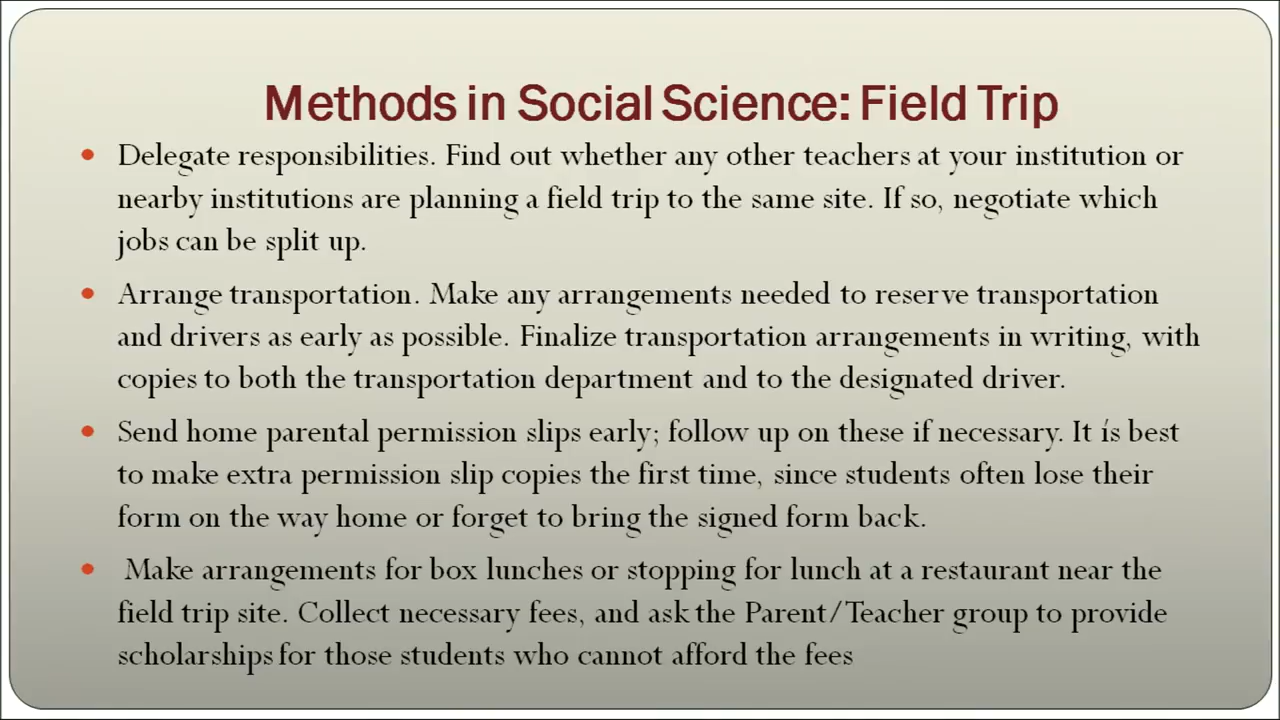 Methods in Social Science: Field Trip
• Delegate responsibilities. Find out whether any other teachers at your institution or
nearby institutions are planning a field trip to the same site. If so, negotiate which
jobs can be split up.
• Arrange transportation. Make any arrangements needed to reserve transportation
and drivers as early as possible. Finalize transportation arrangements in writing, with
copies to both the transportation department and to the designated driver.
• Send home parental permission slips early; follow up on these if necessary. It ís best
to make extra permission slip copies the first time, since students often lose their
form on the way home or forget to bring the signed form back.
• Make arrangements for box lunches or stopping for lunch at a restaurant near the
field trip site. Collect necessary fees, and ask the Parent/Teacher group to provide
scholarships for those students who cannot afford the fees